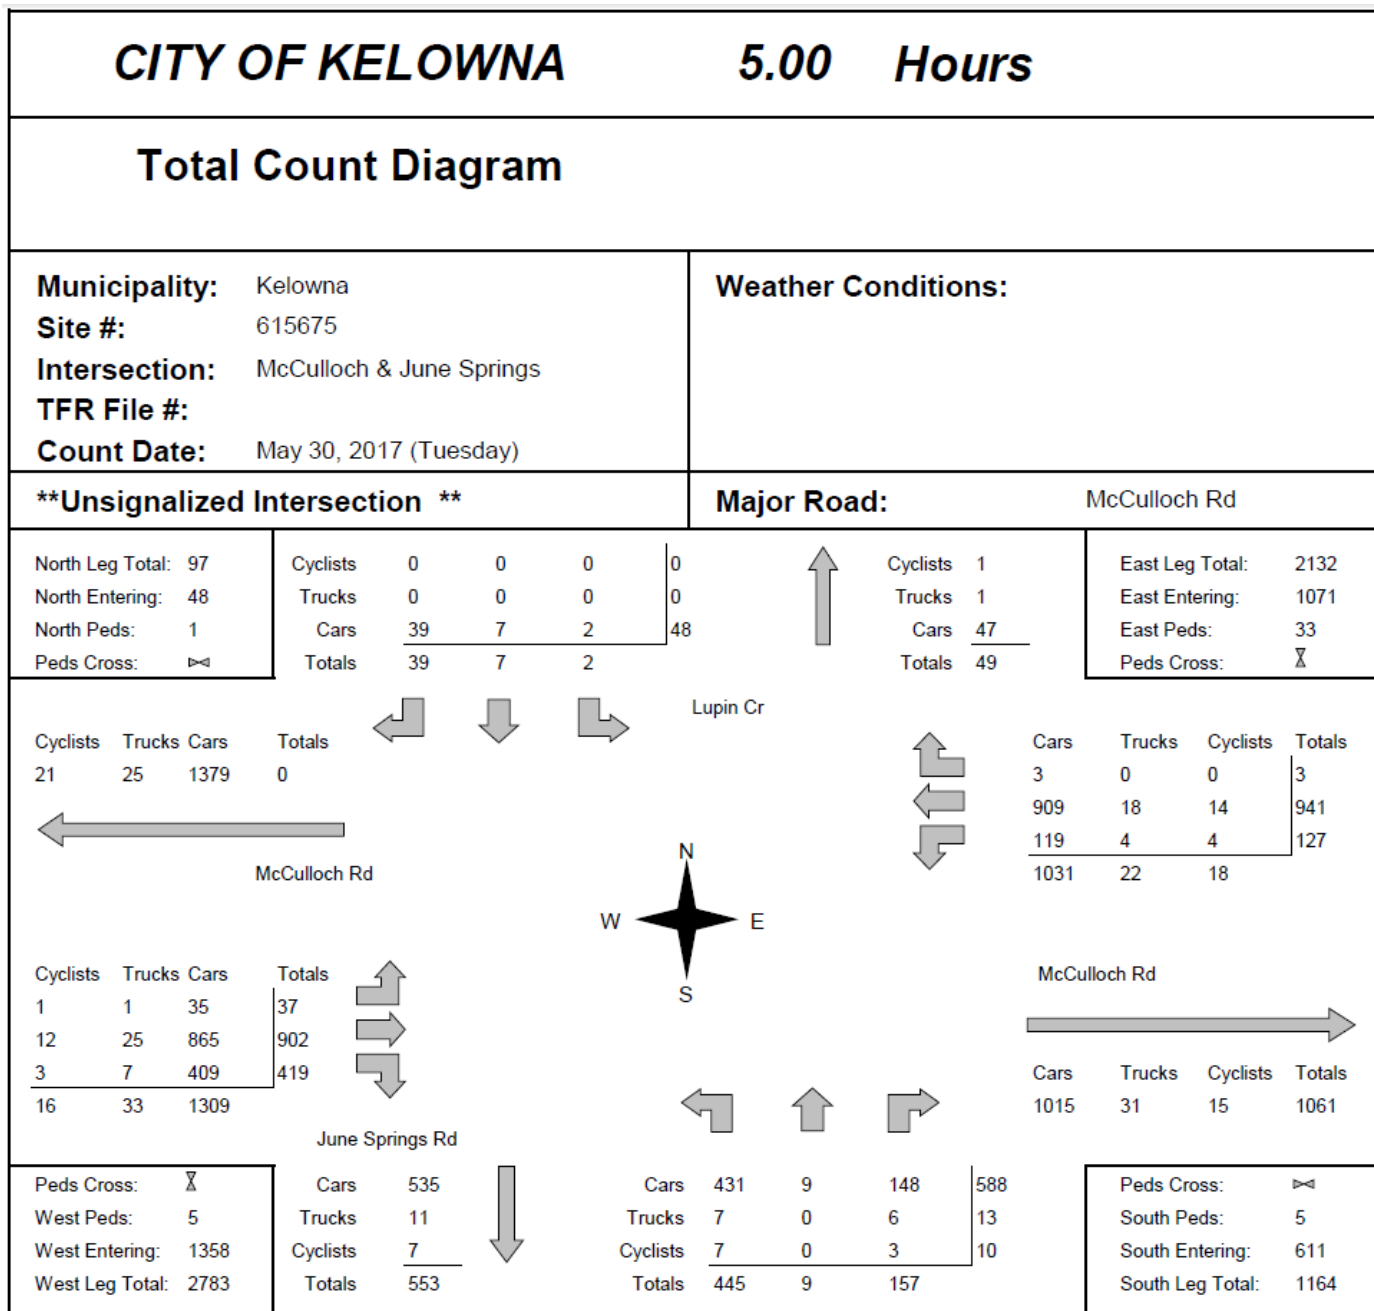 CITY OF KELOWNA 5.00 Hours
Total Count Diagram
Municipality: Kelowna
Site #: 615675
Intersection: McCulloch & June Springs
TFR File #:
Count Date: May 30, 2017 (Tuesday)
Weather Conditions:
**Unsignalized Intersection **
Major Road: McCulloch Rd
North Leg Total: 97
North Entering: 48
North Peds: 1
Peds Cross:
Cyclists 0 0 0 0
Trucks 0 0 0 0
Cars 39 7 2 48
Totals 39 7 2
Cyclists 1
Trucks 1
Cars 47
Totals 49
East Leg Total: 2132
East Entering: 1071
East Peds: 33
Peds Cross:
Lupin Cr
Cyclists Trucks Cars Totals
21 25 1379 0
McCulloch Rd
Cars Trucks Cyclists Totals
3 0 0 3
909 18 14 941
119 4 4 127
1031 22 18
N
W E
S
Cyclists Trucks Cars Totals
1 1 35 37
12 25 865 902
3 7 409 419
16 33 1309
McCulloch Rd
Cars Trucks Cyclists Totals
1015 31 15 1061
June Springs Rd
Peds Cross:
West Peds: 5
West Entering: 1358
West Leg Total: 2783
Cars 535
Trucks 11
Cyclists 7
Totals 553
Cars 431 9 148 588
Trucks 7 0 6 13
Cyclists 7 0 3 10
Totals 445 9 157
Peds Cross:
South Peds: 5
South Entering: 611
South Leg Total: 1164